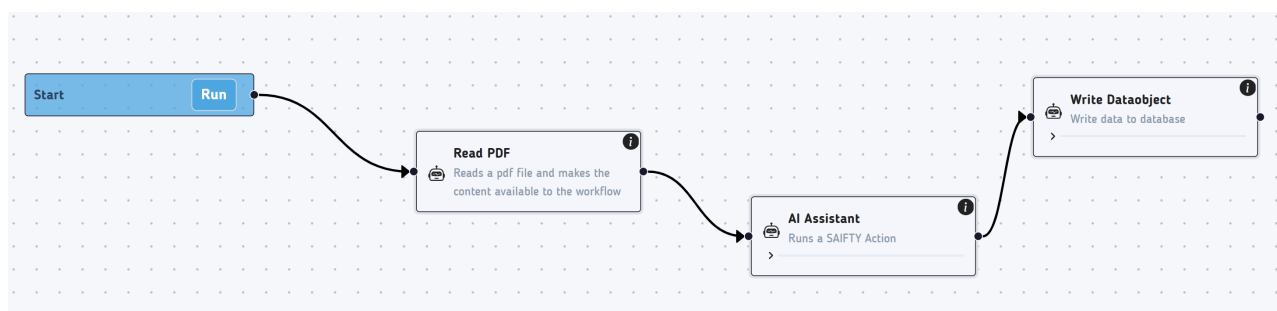 Start
Run
Read PDF
Reads a pdf file and makes the
content available to the workflow
AI Assistant
Runs a SAIFTY Action
Write Dataobject
Write data to database